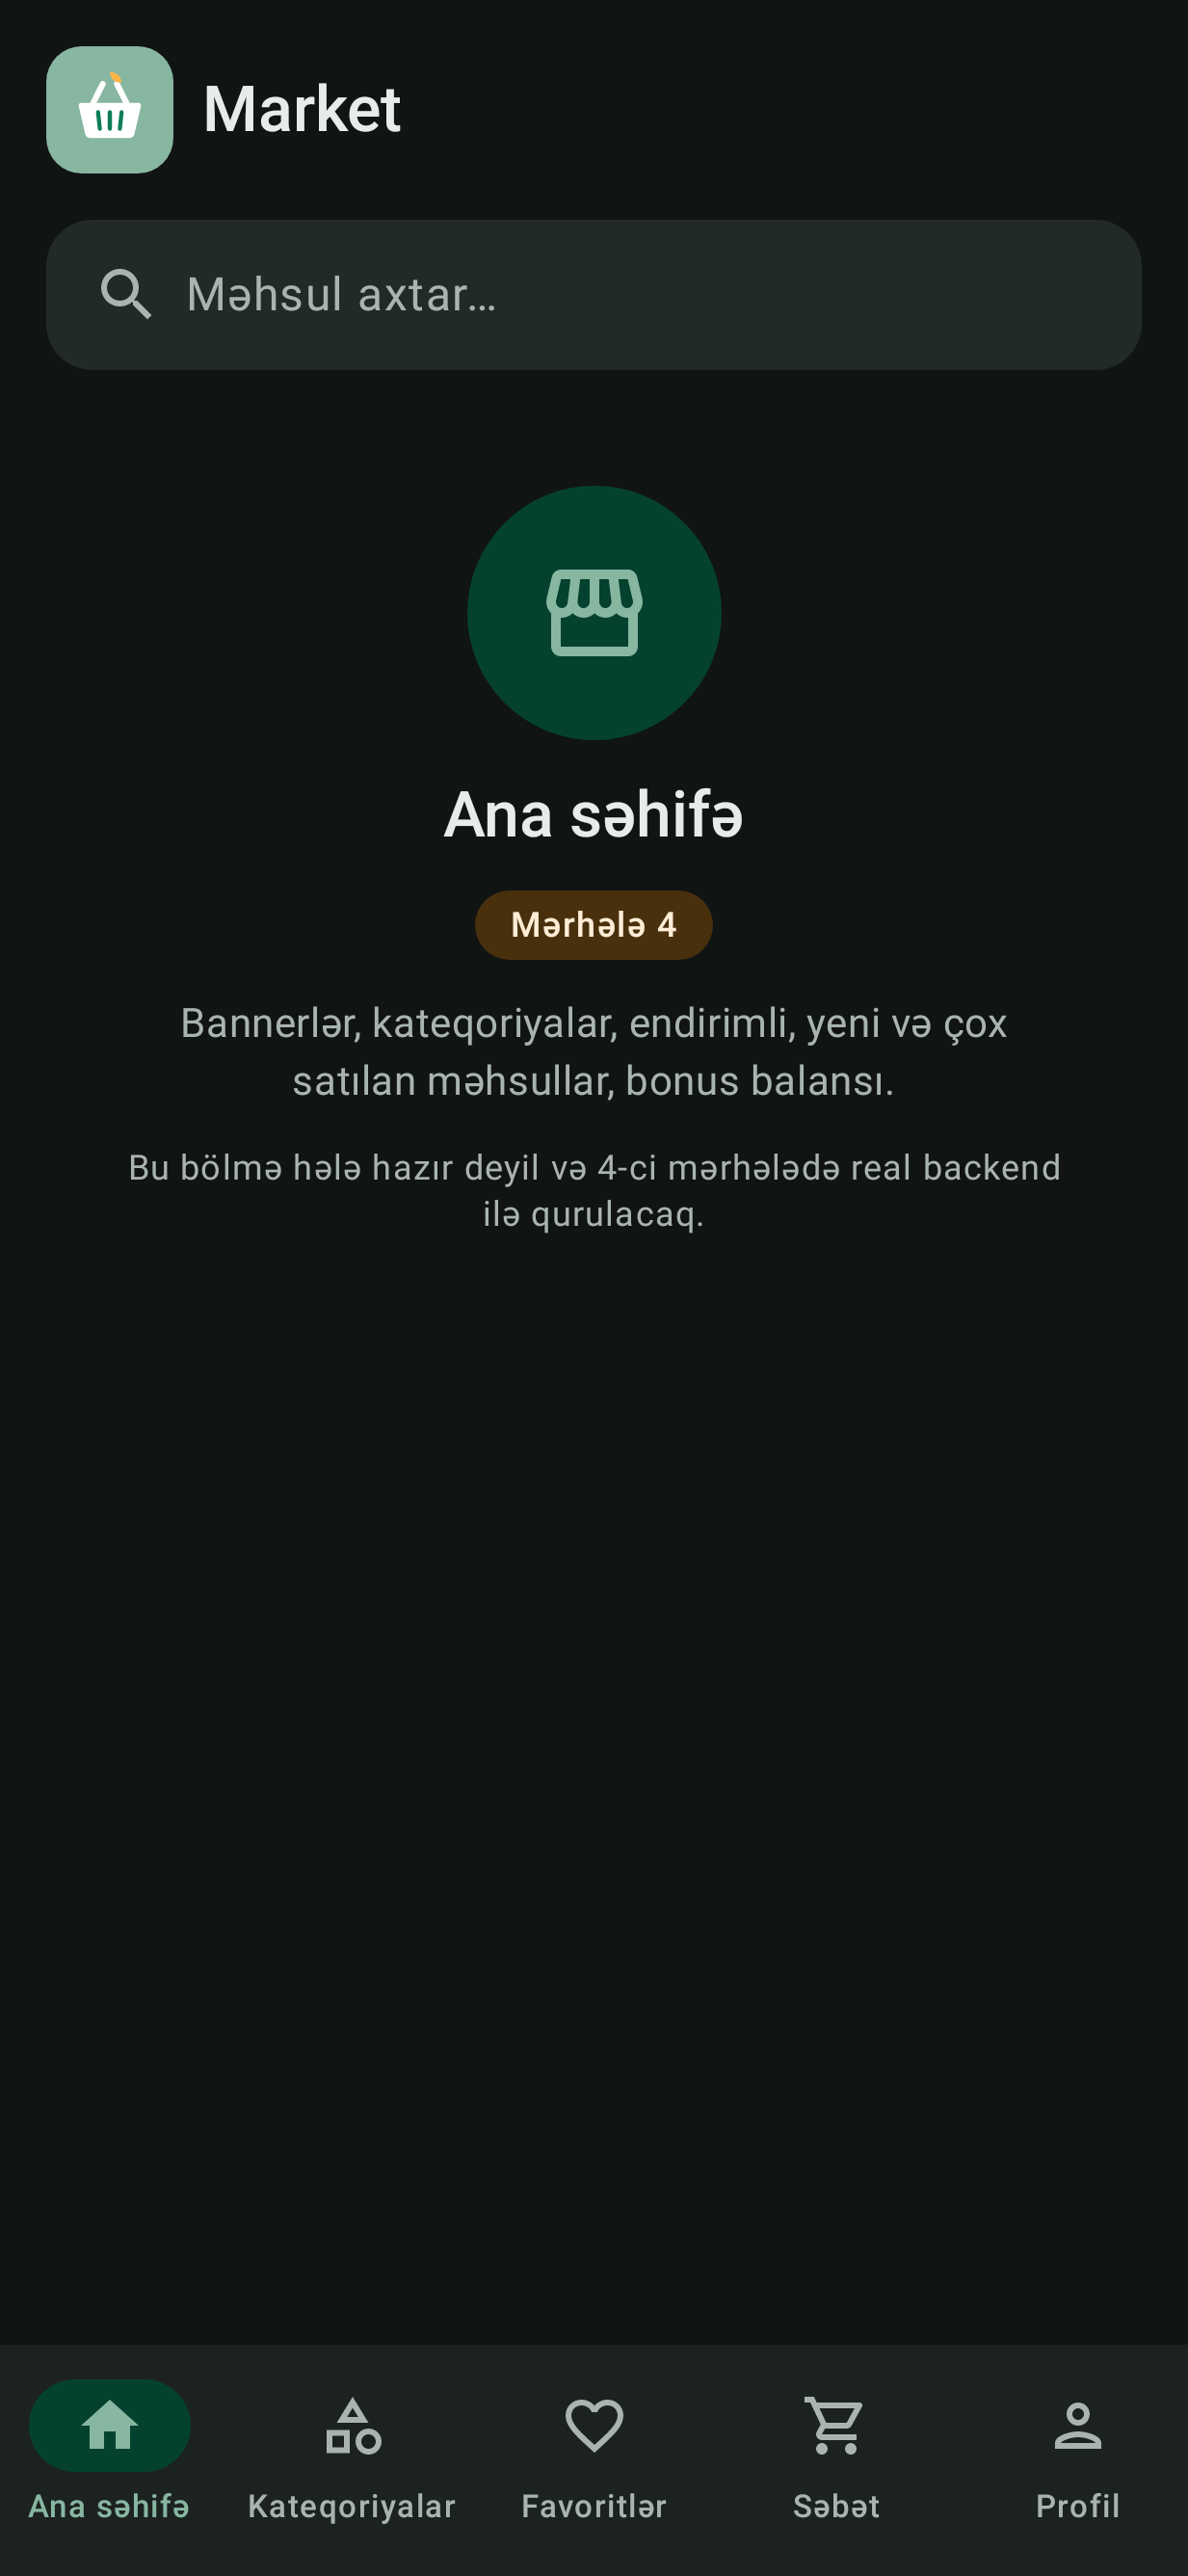 Market
Məhsul axtar...
Ana səhifə
Mərhələ 4
Bannerlər, kateqoriyalar, endirimli, yeni və çox
satılan məhsullar, bonus balansı.
Bu bölmə hələ hazır deyil və 4-ci mərhələdə real backend
ilə qurulacaq.
Ana səhifə
Kateqoriyalar
Favoritlər
Səbət
Profil